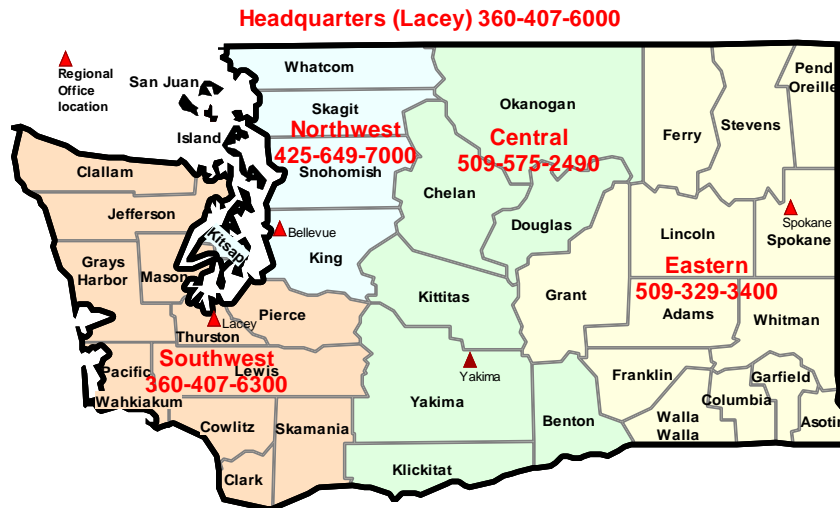 Headquarters (Lacey) 360-407-6000
Regional
Office
location
San Juan
Whatcom
Pend
Oreille
Skagit
Okanogan
Stevens
Ferry
Island
Northwest
425-649-7000
Central
509-575-2490
Clallam
Snohomish
Chelan
Jefferson
Douglas
Spokane
Bellevue
Lincoln
Spokane
Kitsap
King
Grays
Harbor
Mason
Eastern
509-329-3400
Kittitas
Grant
Pierce
Adams
Whitman
Lacey
Thurston
Southwest
360-407-6300
Pacific
Lewis
Yakima
Franklin
Garfield
Wahkiakum
Yakima
Columbia
Benton
Walla
Walla
Asotin
Cowlitz
Skamania
Klickitat
Clark